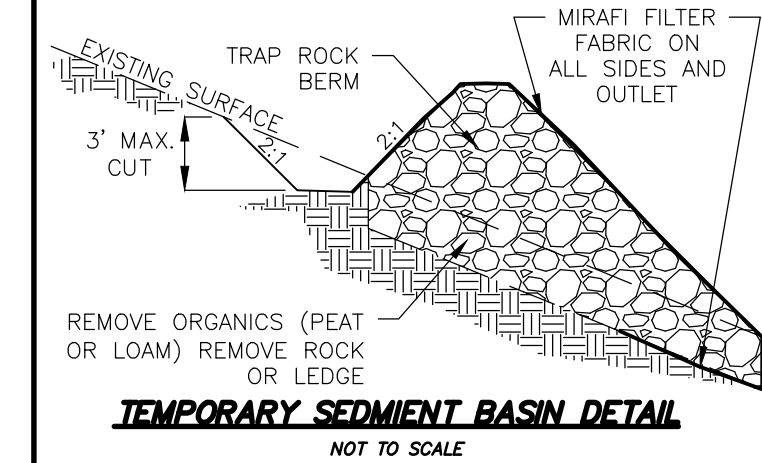 MIRAFI FILTER
FABRIC ON
ALL SIDES AND
OUTLET
TRAP ROCK
BERM
EXISTING SURFACE
3' MAX.
CUT
2:1
2:1
REMOVE ORGANICS (PEAT
OR LOAM) REMOVE ROCK
OR LEDGE
TEMPORARY SEDMIENT BASIN DETAIL
NOT TO SCALE